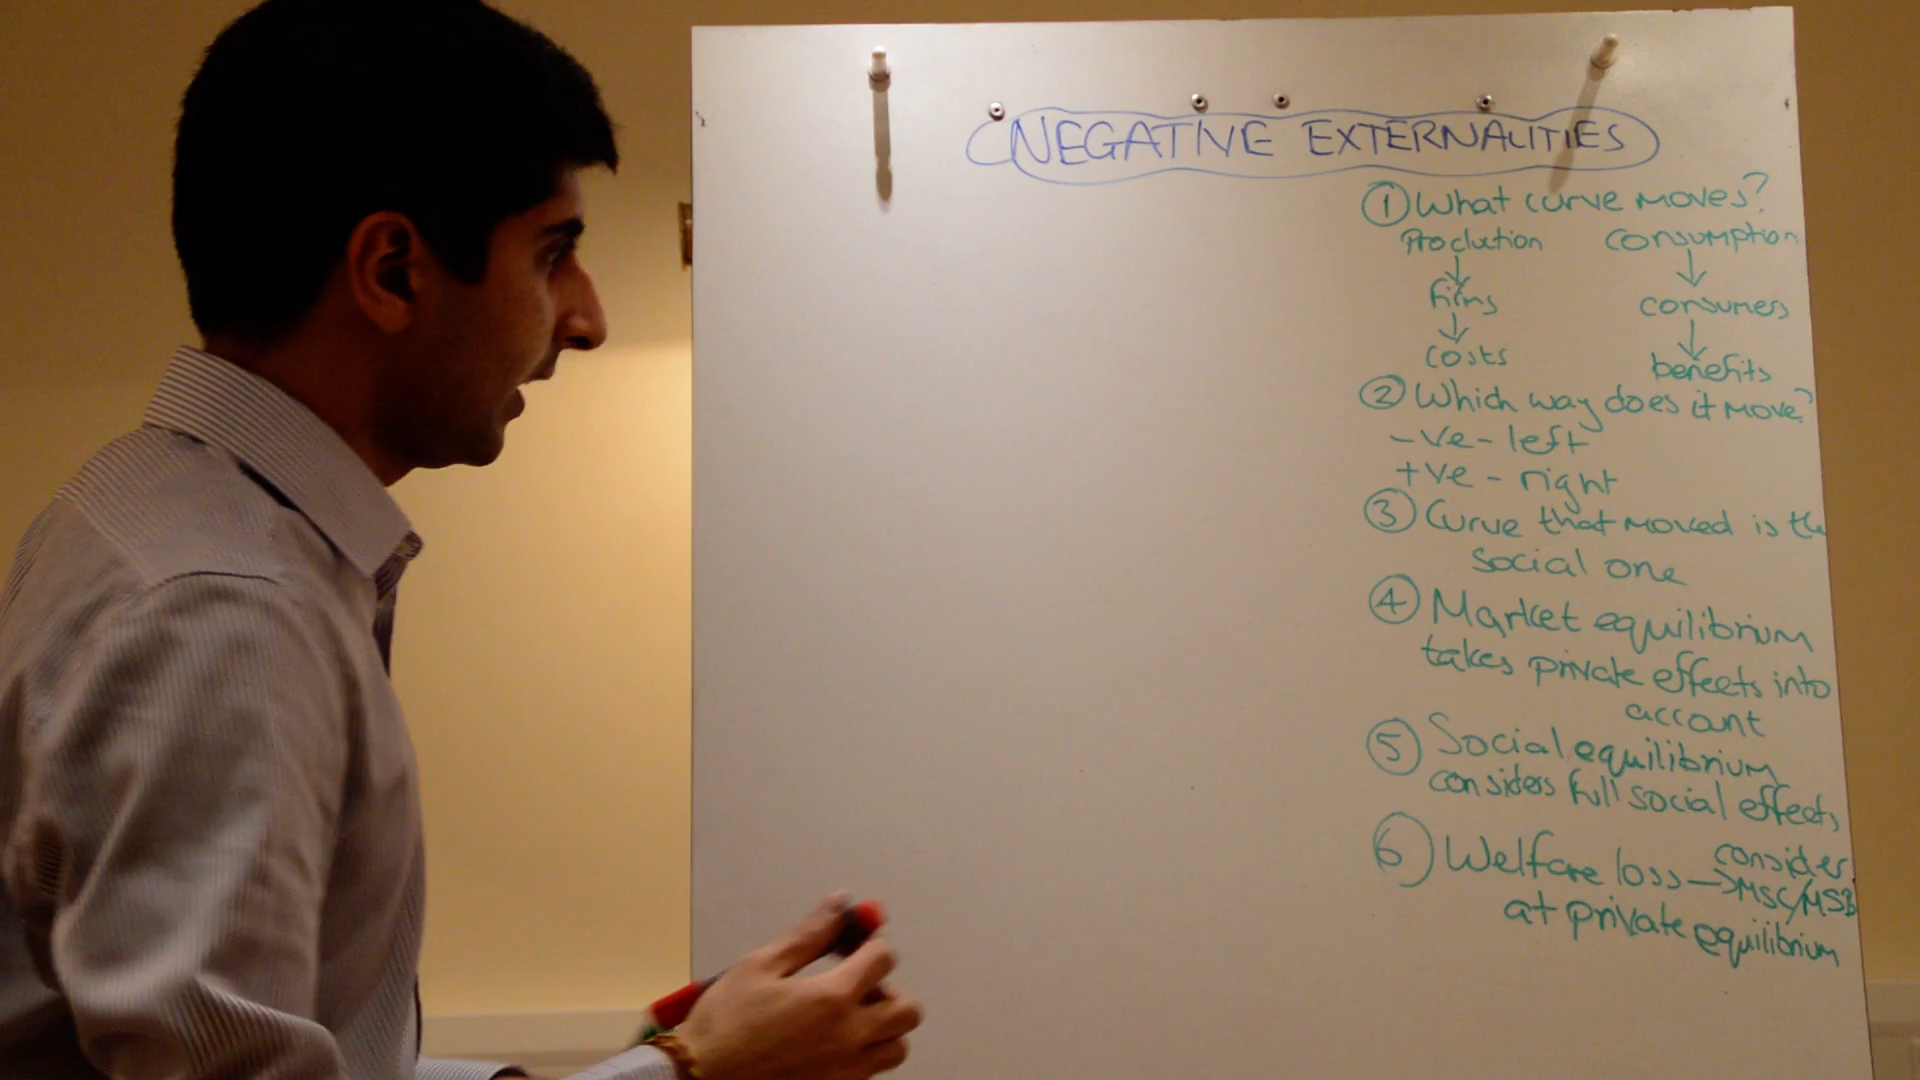 NEGATIVE EXTERNALITIES
① What curve moves?
Production consumption
↓ ↓
firms consumers
↓ ↓
costs benefits
② Which way does it move?
-ve - left
+ve - right
③ Curve that moved is the
social one
④ Market equilibrium
takes private effects into
account
⑤ Social equilibrium
considers full social effects
⑥ Welfare loss → consider
MSC/MSB
at private equilibrium